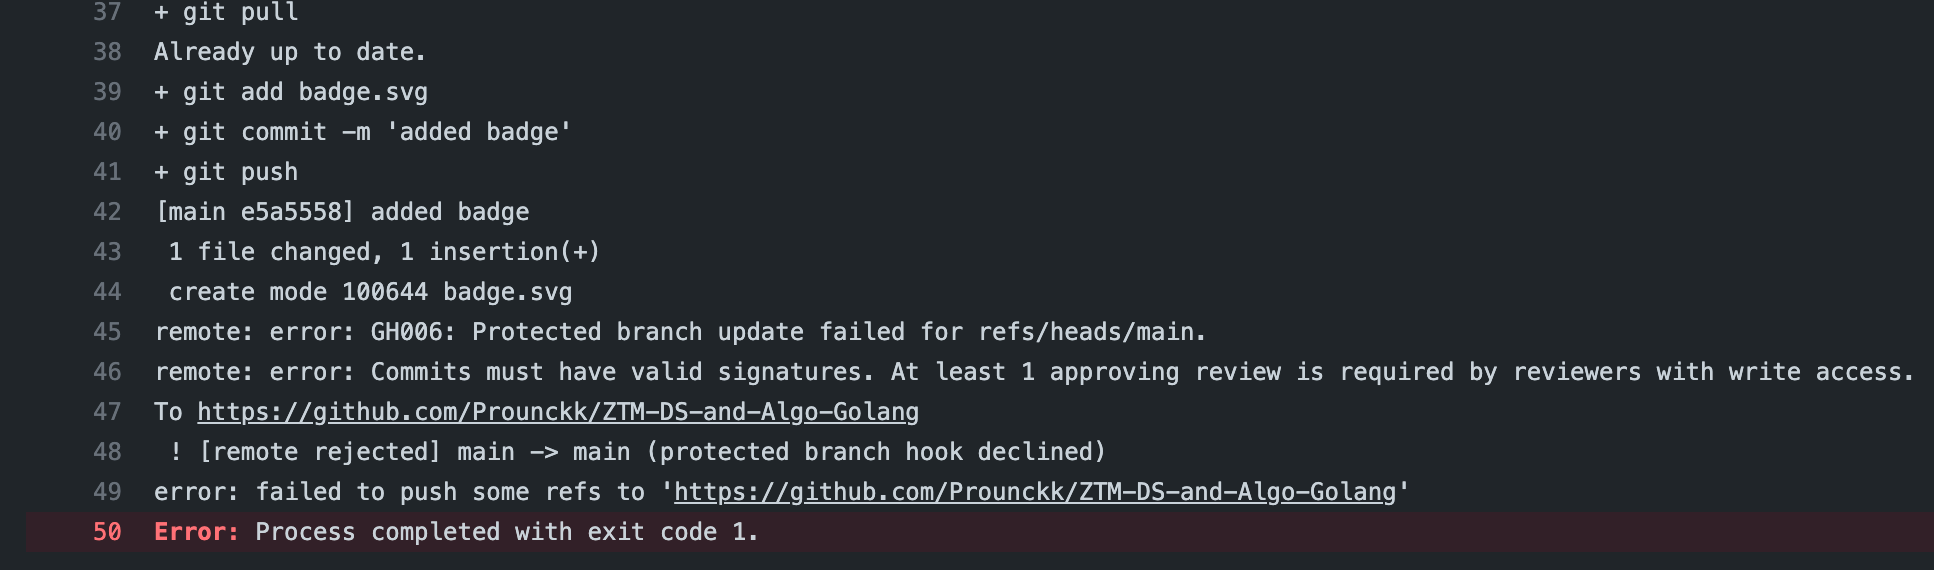 37 + git pull
38 Already up to date.
39 + git add badge.svg
40 + git commit -m 'added badge'
41 + git push
42 [main e5a5558] added badge
43  1 file changed, 1 insertion(+)
44  create mode 100644 badge.svg
45 remote: error: GH006: Protected branch update failed for refs/heads/main.
46 remote: error: Commits must have valid signatures. At least 1 approving review is required by reviewers with write access.
47 To https://github.com/Prounckk/ZTM-DS-and-Algo-Golang
48  ! [remote rejected] main -> main (protected branch hook declined)
49 error: failed to push some refs to 'https://github.com/Prounckk/ZTM-DS-and-Algo-Golang'
50 Error: Process completed with exit code 1.